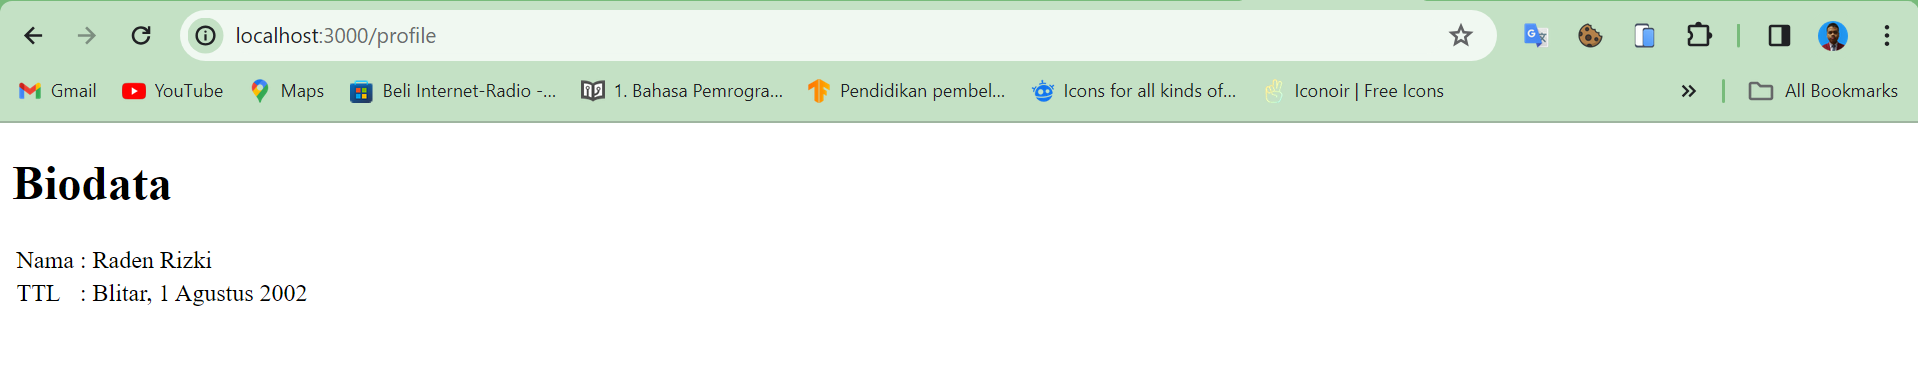 localhost:3000/profile
Gmail YouTube Maps Beli Internet-Radio -... 1. Bahasa Pemrogra... Pendidikan pembel... Icons for all kinds of... Iconoir | Free Icons » All Bookmarks
Biodata
Nama : Raden Rizki
TTL : Blitar, 1 Agustus 2002